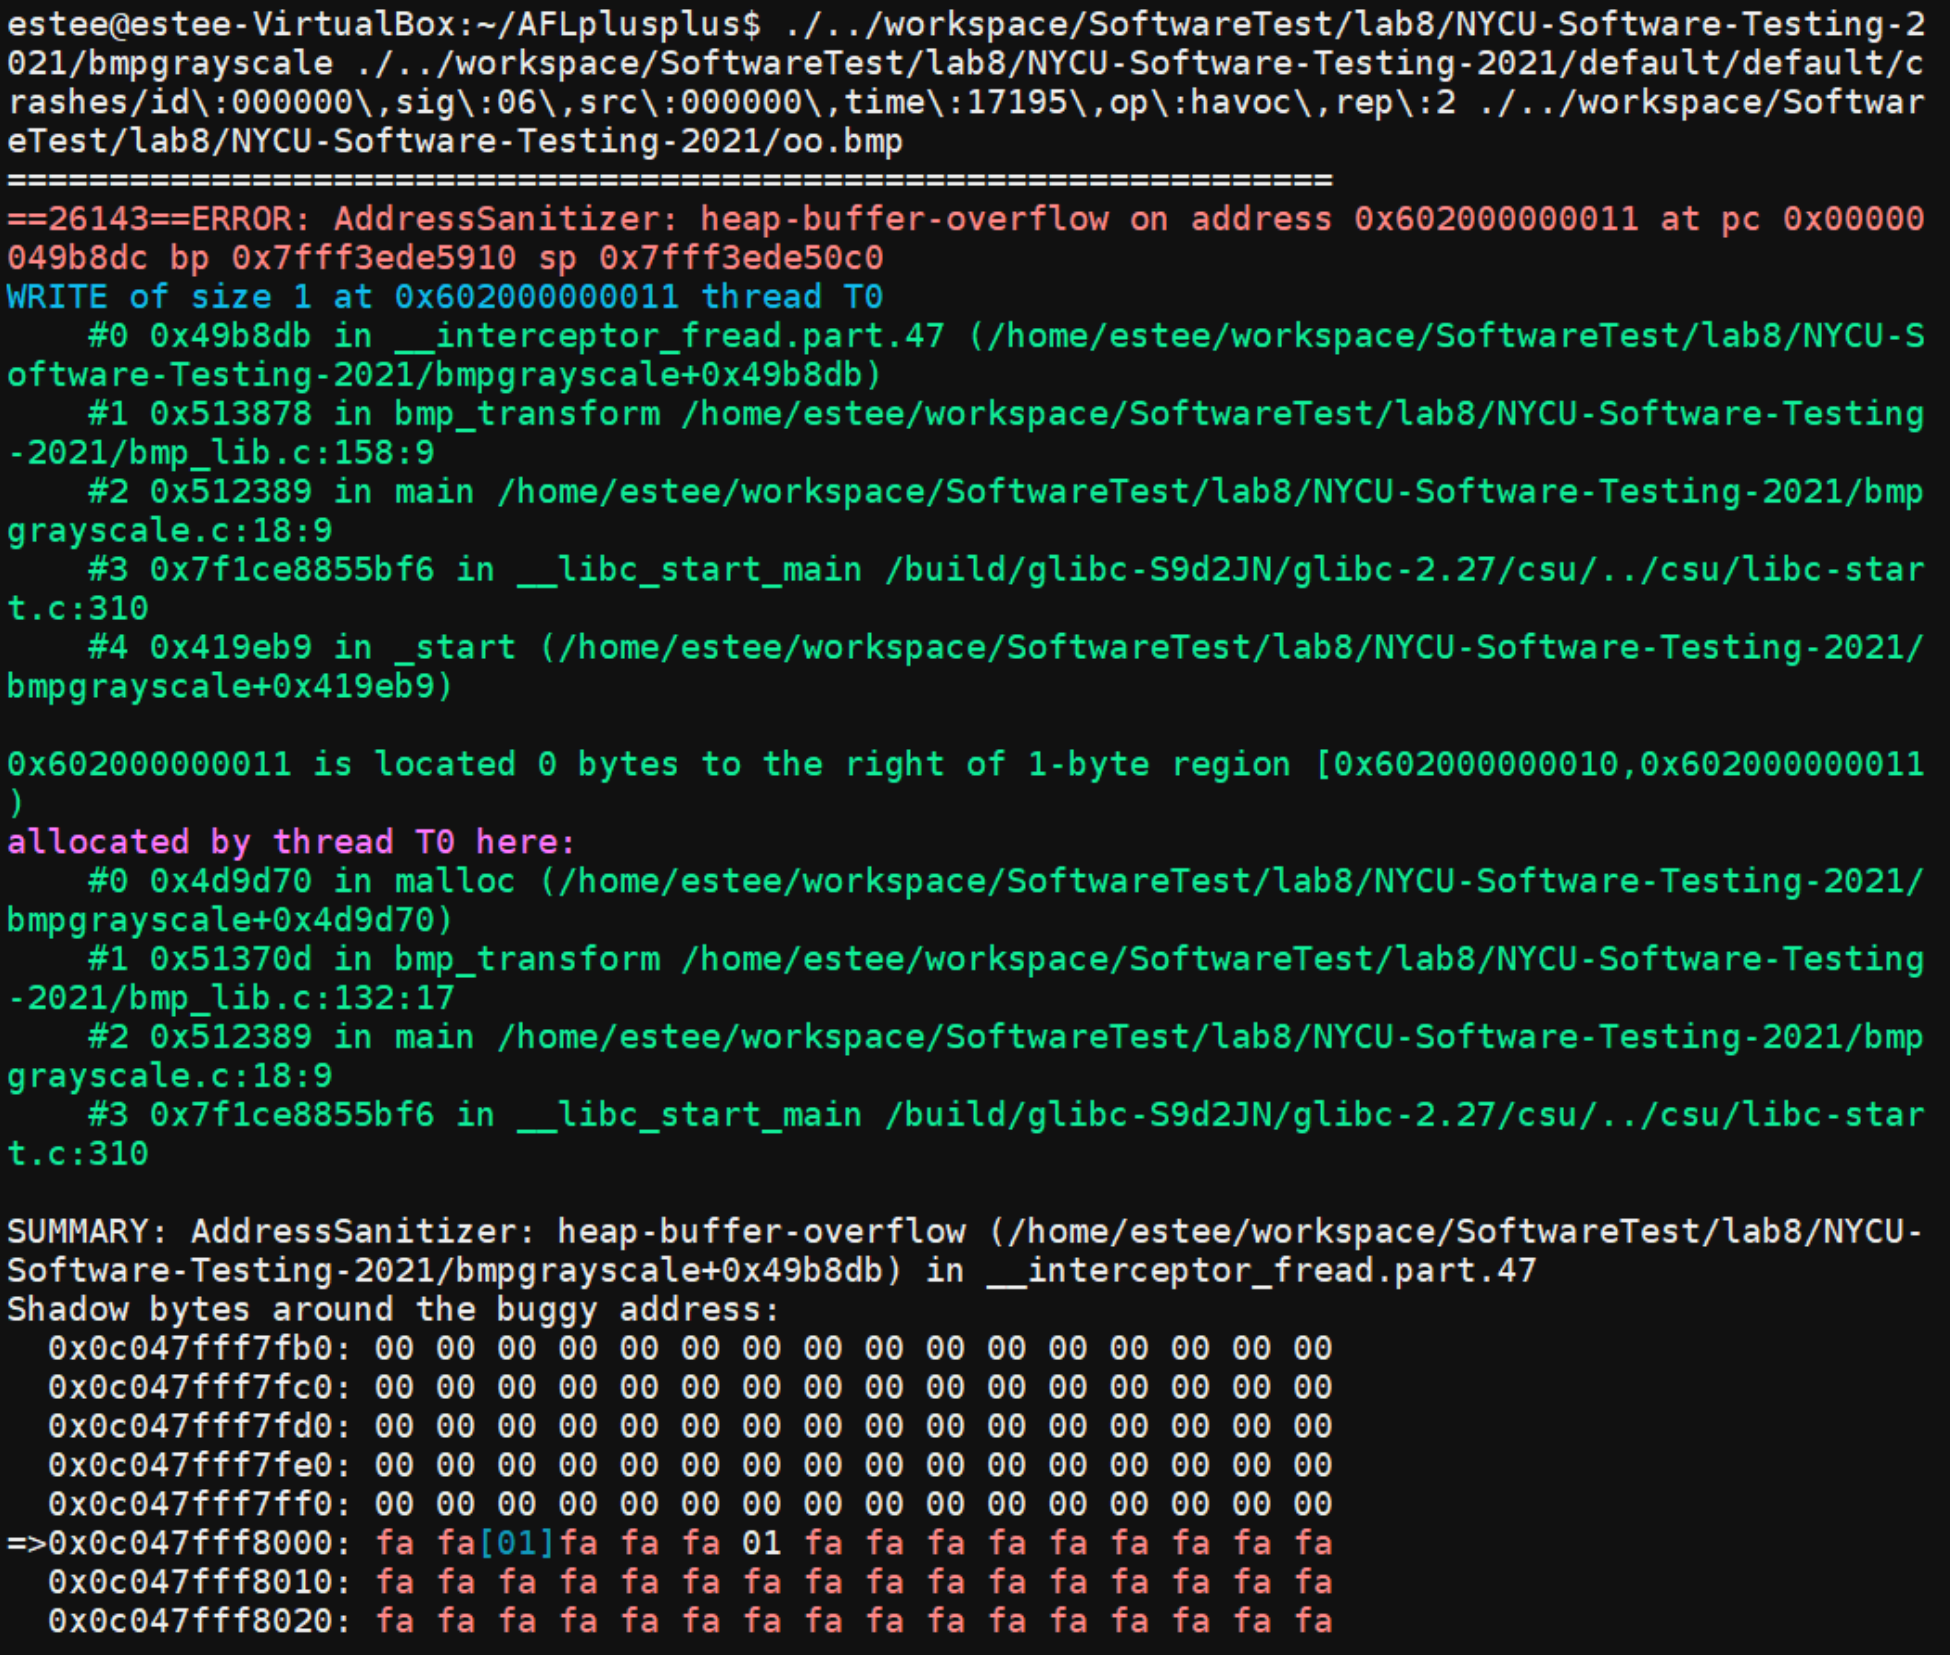 estee@estee-VirtualBox:~/AFLplusplus$ ./../workspace/SoftwareTest/lab8/NYCU-Software-Testing-2
021/bmpgrayscale ./../workspace/SoftwareTest/lab8/NYCU-Software-Testing-2021/default/default/c
rashes/id\:000000\,sig\:06\,src\:000000\,time\:17195\,op\:havoc\,rep\:2 ./../workspace/Softwar
eTest/lab8/NYCU-Software-Testing-2021/oo.bmp
=================================================================
==26143==ERROR: AddressSanitizer: heap-buffer-overflow on address 0x602000000011 at pc 0x00000
049b8dc bp 0x7fff3ede5910 sp 0x7fff3ede50c0
WRITE of size 1 at 0x602000000011 thread T0
    #0 0x49b8db in __interceptor_fread.part.47 (/home/estee/workspace/SoftwareTest/lab8/NYCU-S
oftware-Testing-2021/bmpgrayscale+0x49b8db)
    #1 0x513878 in bmp_transform /home/estee/workspace/SoftwareTest/lab8/NYCU-Software-Testing
-2021/bmp_lib.c:158:9
    #2 0x512389 in main /home/estee/workspace/SoftwareTest/lab8/NYCU-Software-Testing-2021/bmp
grayscale.c:18:9
    #3 0x7f1ce8855bf6 in __libc_start_main /build/glibc-S9d2JN/glibc-2.27/csu/../csu/libc-star
t.c:310
    #4 0x419eb9 in _start (/home/estee/workspace/SoftwareTest/lab8/NYCU-Software-Testing-2021/
bmpgrayscale+0x419eb9)

0x602000000011 is located 0 bytes to the right of 1-byte region [0x602000000010,0x602000000011
)
allocated by thread T0 here:
    #0 0x4d9d70 in malloc (/home/estee/workspace/SoftwareTest/lab8/NYCU-Software-Testing-2021/
bmpgrayscale+0x4d9d70)
    #1 0x51370d in bmp_transform /home/estee/workspace/SoftwareTest/lab8/NYCU-Software-Testing
-2021/bmp_lib.c:132:17
    #2 0x512389 in main /home/estee/workspace/SoftwareTest/lab8/NYCU-Software-Testing-2021/bmp
grayscale.c:18:9
    #3 0x7f1ce8855bf6 in __libc_start_main /build/glibc-S9d2JN/glibc-2.27/csu/../csu/libc-star
t.c:310

SUMMARY: AddressSanitizer: heap-buffer-overflow (/home/estee/workspace/SoftwareTest/lab8/NYCU-
Software-Testing-2021/bmpgrayscale+0x49b8db) in __interceptor_fread.part.47
Shadow bytes around the buggy address:
  0x0c047fff7fb0: 00 00 00 00 00 00 00 00 00 00 00 00 00 00 00 00
  0x0c047fff7fc0: 00 00 00 00 00 00 00 00 00 00 00 00 00 00 00 00
  0x0c047fff7fd0: 00 00 00 00 00 00 00 00 00 00 00 00 00 00 00 00
  0x0c047fff7fe0: 00 00 00 00 00 00 00 00 00 00 00 00 00 00 00 00
  0x0c047fff7ff0: 00 00 00 00 00 00 00 00 00 00 00 00 00 00 00 00
=>0x0c047fff8000: fa fa[01]fa fa fa 01 fa fa fa fa fa fa fa fa fa
  0x0c047fff8010: fa fa fa fa fa fa fa fa fa fa fa fa fa fa fa fa
  0x0c047fff8020: fa fa fa fa fa fa fa fa fa fa fa fa fa fa fa fa